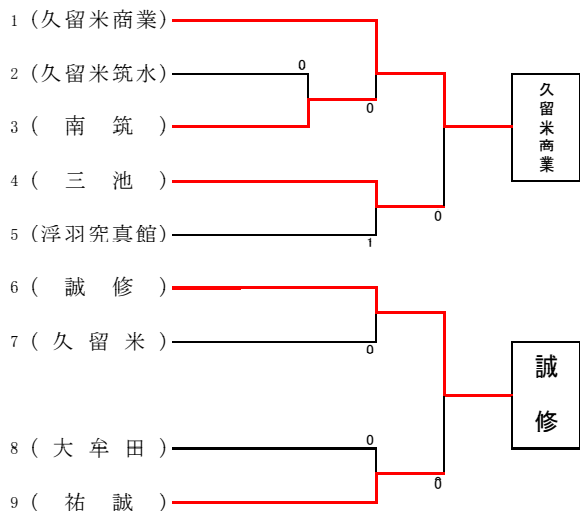 1 (久留米商業)
0
2 (久留米筑水)
0
3 ( 南 筑 )
久留米商業
4 ( 三 池 )
0
5 (浮羽究真館)
1
6 ( 誠 修 )
7 ( 久 留 米 )
0
誠修
8 ( 大 牟 田 )
0
9 ( 祐 誠 )
0